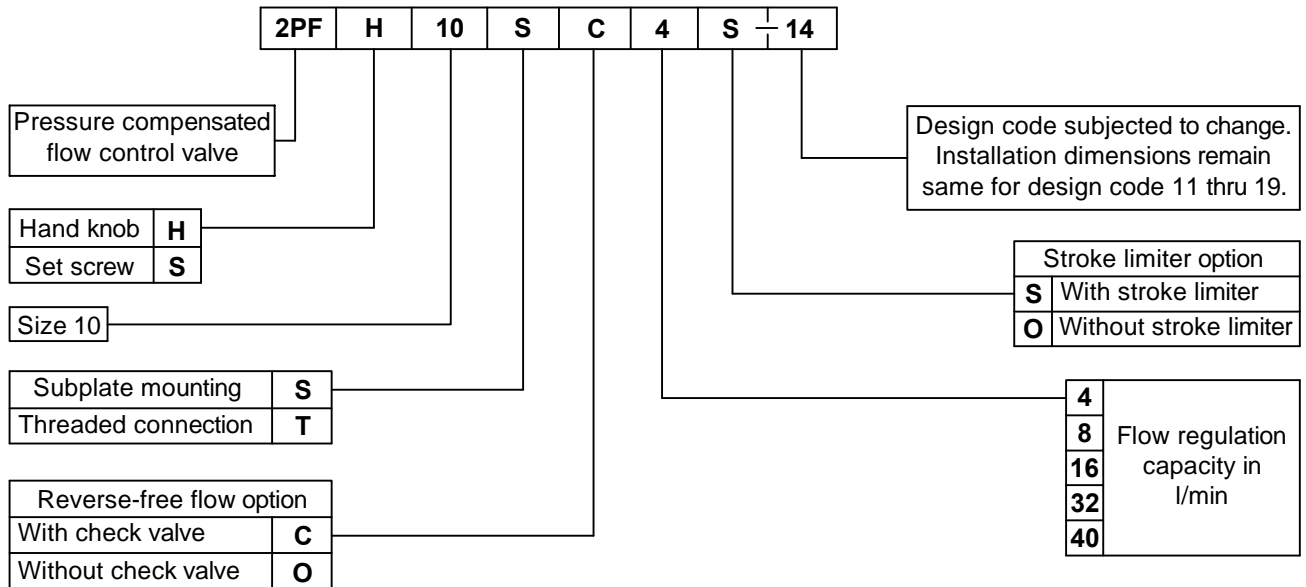 2PF H 10 S C 4 S - 14
Pressure compensated
flow control valve
Hand knob H
Set screw S
Size 10
Subplate mounting S
Threaded connection T
Reverse-free flow option
With check valve C
Without check valve O
Design code subjected to change.
Installation dimensions remain
same for design code 11 thru 19.
Stroke limiter option
S With stroke limiter
O Without stroke limiter
4
8
16
32
40
Flow regulation
capacity in
l/min